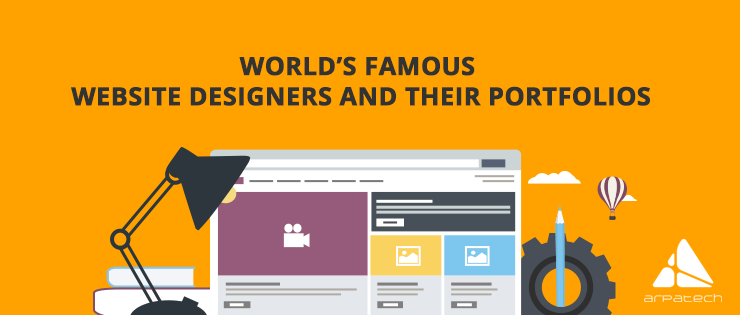 WORLD'S FAMOUS
WEBSITE DESIGNERS AND THEIR PORTFOLIOS
arpatech